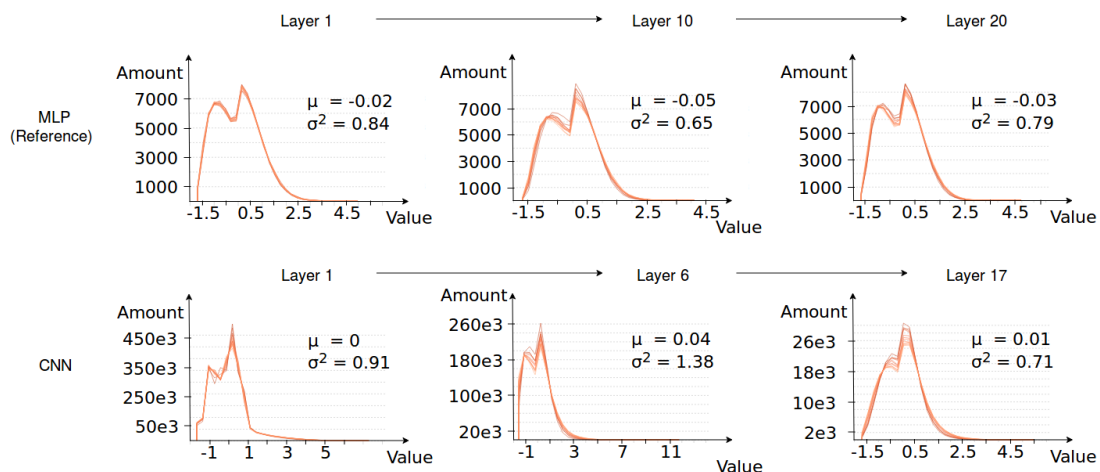 Layer 1
Layer 10
Layer 20
MLP
(Reference)
Amount
7000
5000
3000
1000
μ = -0.02
σ² = 0.84
-1.5 0.5 2.5 4.5
Value
Amount
7000
5000
3000
1000
μ = -0.05
σ² = 0.65
-1.5 0.5 2.5 4.5
Value
Amount
7000
5000
3000
1000
μ = -0.03
σ² = 0.79
-1.5 0.5 2.5 4.5
Value
Layer 1
Layer 6
Layer 17
CNN
Amount
450e3
350e3
250e3
50e3
μ = 0
σ² = 0.91
-1 1 3 5
Value
Amount
260e3
180e3
100e3
20e3
μ = 0.04
σ² = 1.38
-1 3 7 11
Value
Amount
26e3
18e3
10e3
2e3
μ = 0.01
σ² = 0.71
-1.5 0.5 2.5 4.5
Value